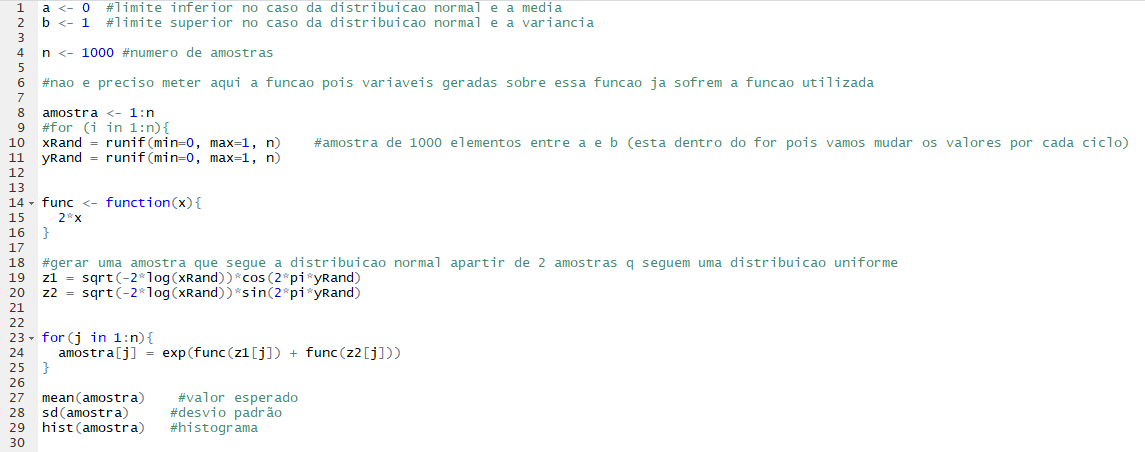 1 a <- 0  #limite inferior no caso da distribuicao normal e a media
2 b <- 1  #limite superior no caso da distribuicao normal e a variancia
3
4 n <- 1000 #numero de amostras
5
6 #nao e preciso meter aqui a funcao pois variaveis geradas sobre essa funcao ja sofrem a funcao utilizada
7
8 amostra <- 1:n
9 #for (i in 1:n){
10 xRand = runif(min=0, max=1, n)    #amostra de 1000 elementos entre a e b (esta dentro do for pois vamos mudar os valores por cada ciclo)
11 yRand = runif(min=0, max=1, n)
12
13
14 func <- function(x){
15   2*x
16 }
17
18 #gerar uma amostra que segue a distribuicao normal apartir de 2 amostras q seguem uma distribuicao uniforme
19 z1 = sqrt(-2*log(xRand))*cos(2*pi*yRand)
20 z2 = sqrt(-2*log(xRand))*sin(2*pi*yRand)
21
22
23 for(j in 1:n){
24   amostra[j] = exp(func(z1[j]) + func(z2[j]))
25 }
26
27 mean(amostra)    #valor esperado
28 sd(amostra)     #desvio padrão
29 hist(amostra)   #histograma
30